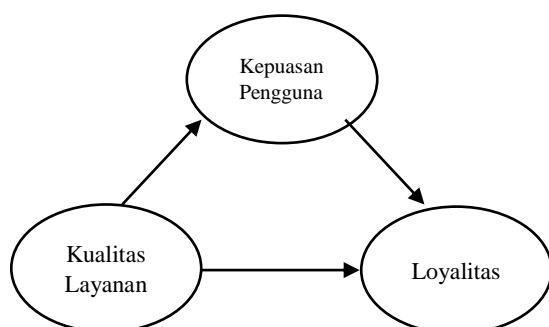 Kepuasan
Pengguna
Kualitas
Layanan
Loyalitas